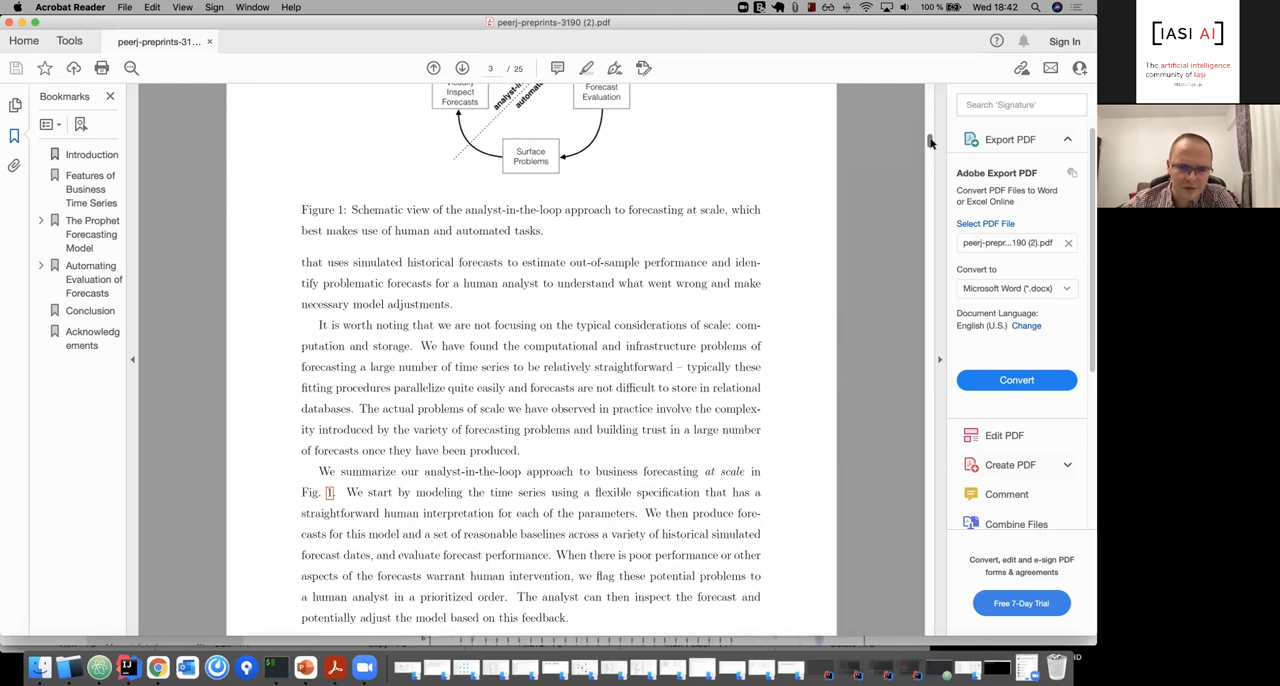 Acrobat Reader File Edit View Sign Window Help
100% Wed 18:42
peerj-preprints-3190 (2).pdf
Home Tools peerj-preprints-31... × Sign In
3 / 25
Bookmarks
Introduction
Features of
Business
Time Series
The Prophet
Forecasting
Model
Automating
Evaluation of
Forecasts
Conclusion
Acknowledg
ements
Inspect
Forecasts
analyst-in
automated
Forecast
Evaluation
Surface
Problems
Figure 1: Schematic view of the analyst-in-the-loop approach to forecasting at scale, which
best makes use of human and automated tasks.
that uses simulated historical forecasts to estimate out-of-sample performance and iden-
tify problematic forecasts for a human analyst to understand what went wrong and make
necessary model adjustments.
It is worth noting that we are not focusing on the typical considerations of scale: com-
putation and storage. We have found the computational and infrastructure problems of
forecasting a large number of time series to be relatively straightforward – typically these
fitting procedures parallelize quite easily and forecasts are not difficult to store in relational
databases. The actual problems of scale we have observed in practice involve the complex-
ity introduced by the variety of forecasting problems and building trust in a large number
of forecasts once they have been produced.
We summarize our analyst-in-the-loop approach to business forecasting at scale in
Fig. 1. We start by modeling the time series using a flexible specification that has a
straightforward human interpretation for each of the parameters. We then produce fore-
casts for this model and a set of reasonable baselines across a variety of historical simulated
forecast dates, and evaluate forecast performance. When there is poor performance or other
aspects of the forecasts warrant human intervention, we flag these potential problems to
a human analyst in a prioritized order. The analyst can then inspect the forecast and
potentially adjust the model based on this feedback.
Search 'Signature'
Export PDF
Adobe Export PDF
Convert PDF Files to Word
or Excel Online
Select PDF File
peerj-prepr...190 (2).pdf
Convert to
Microsoft Word (*.docx)
Document Language:
English (U.S.) Change
Convert
Edit PDF
Create PDF
Comment
Combine Files
Convert, edit and e-sign PDF
forms & agreements
Free 7-Day Trial
[IASI AI]
The artificial intelligence
community of Iași